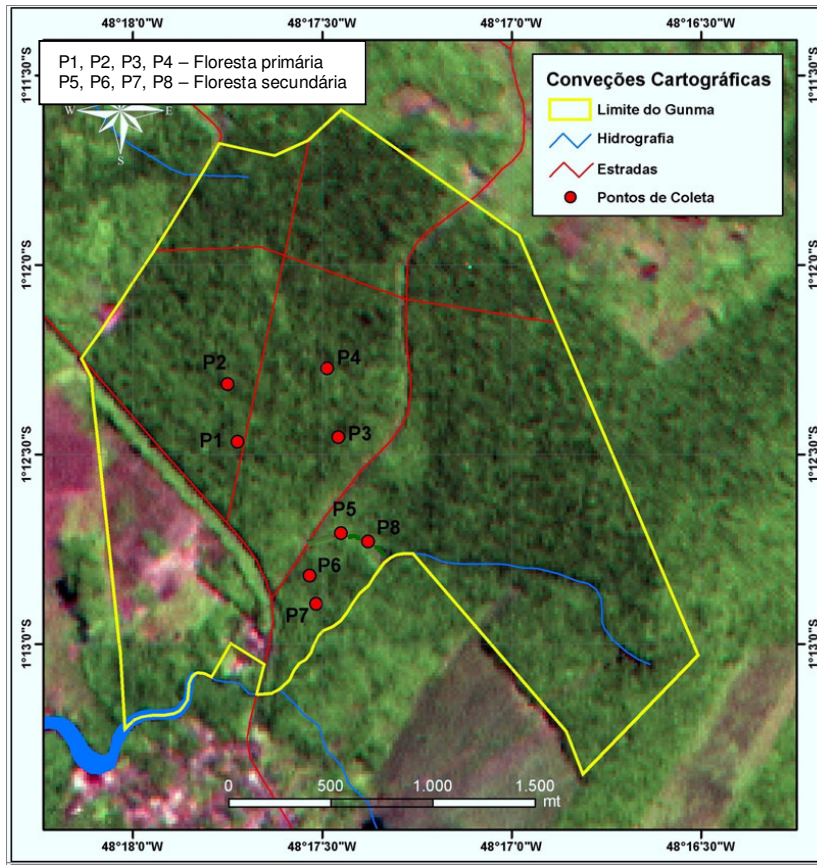 48°18'0"W 48°17'30"W 48°17'0"W 48°16'30"W
P1, P2, P3, P4 – Floresta primária
P5, P6, P7, P8 – Floresta secundária
W E
S
Conveções Cartográficas
Limite do Gunma
Hidrografia
Estradas
Pontos de Coleta
1°11'30"S 1°11'30"S
1°12'0"S 1°12'0"S
P2 P4
P1 P3
1°12'30"S 1°12'30"S
P5 P8
P6
P7
1°13'0"S 1°13'0"S
0 500 1.000 1.500
mt
48°18'0"W 48°17'30"W 48°17'0"W 48°16'30"W